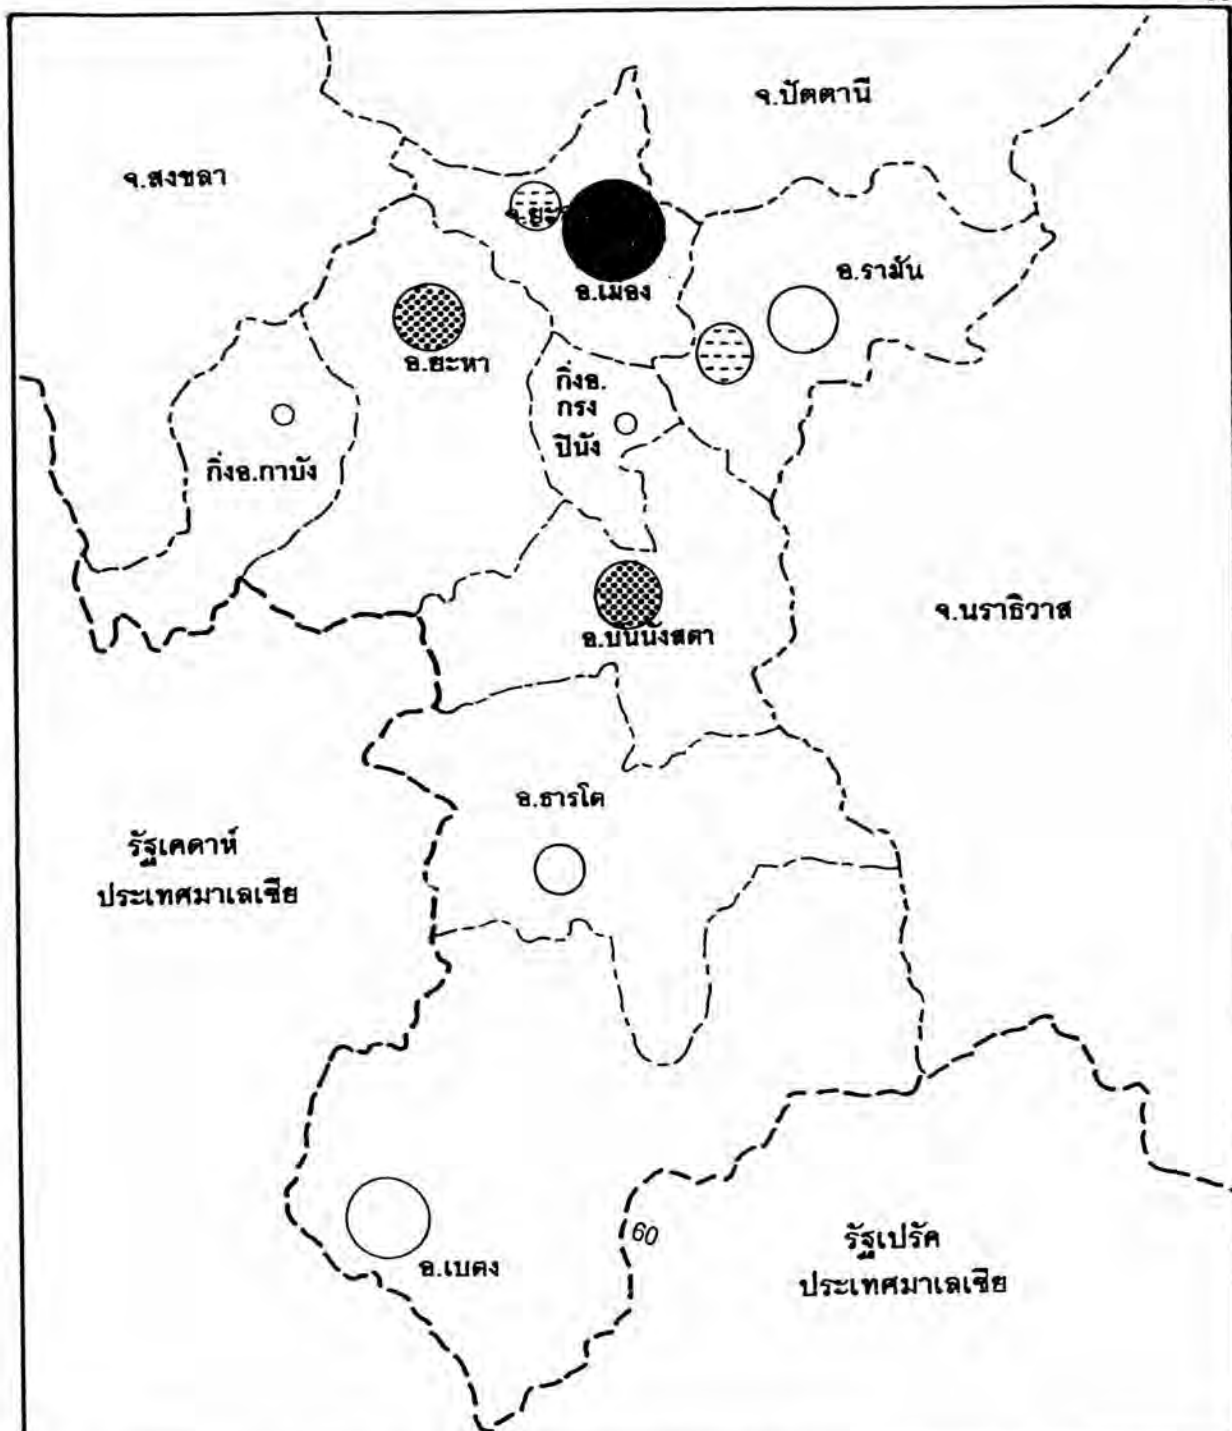 จ.ปัตตานี
จ.สงขลา
อ.เมือง
อ.รามัน
อ.ยะหา
กิ่งอ.
กรง
ปินัง
กิ่งอ.กาบัง
อ.บันนังสตา
จ.นราธิวาส
อ.ธารโต
รัฐเคดาห์
ประเทศมาเลเซีย
60
รัฐเปรัค
ประเทศมาเลเซีย
อ.เบตง